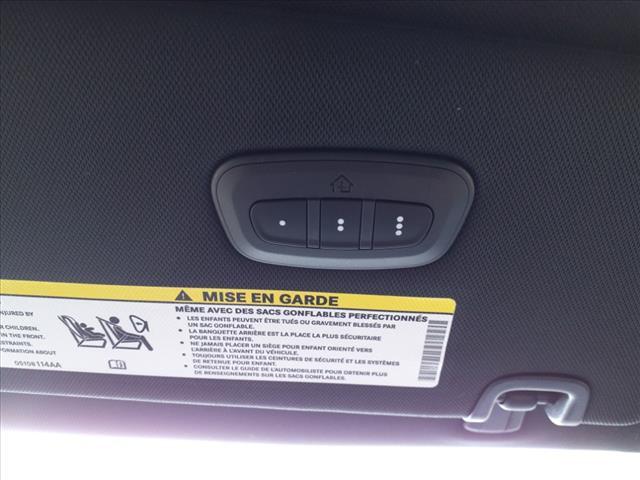 MISE EN GARDE
MÊME AVEC DES SACS GONFLABLES PERFECTIONNÉS
NJURED BY
• LES ENFANTS PEUVENT ÊTRE TUÉS OU GRAVEMENT BLESSÉS PAR
UN SAC GONFLABLE.
R CHILDREN.
• LA BANQUETTE ARRIÈRE EST LA PLACE LA PLUS SÉCURITAIRE
IN THE FRONT.
POUR LES ENFANTS.
STRAINTS.
• NE JAMAIS PLACER UN SIÈGE POUR ENFANT ORIENTÉ VERS
FORMATION ABOUT
L'ARRIÈRE À L'AVANT DU VÉHICULE.
• TOUJOURS UTILISER LES CEINTURES DE SÉCURITÉ ET LES SYSTÈMES
DE RETENUE POUR ENFANT.
• CONSULTER LE GUIDE DE L'AUTOMOBILISTE POUR OBTENIR PLUS
DE RENSEIGNEMENTS SUR LES SACS GONFLABLES.
05108114AA